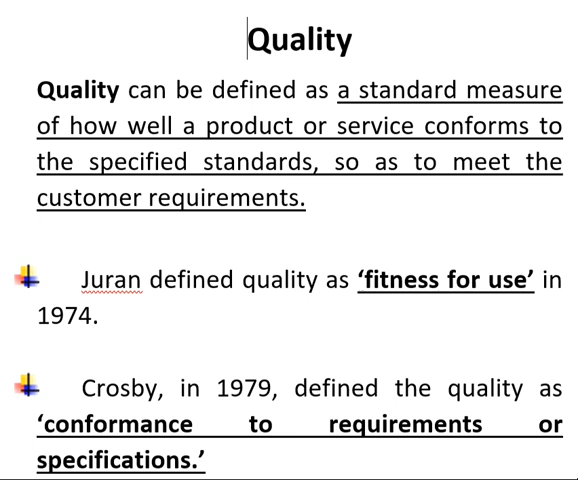 Quality
Quality can be defined as a standard measure
of how well a product or service conforms to
the specified standards, so as to meet the
customer requirements.
Juran defined quality as ‘fitness for use’ in
1974.
Crosby, in 1979, defined the quality as
‘conformance to requirements or
specifications.’